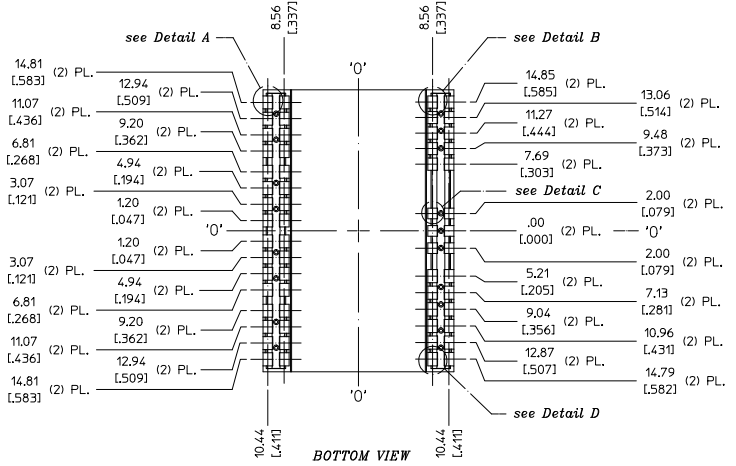 8.56
[.337]
8.56
[.337]
see Detail A
see Detail B
'0'
14.81
[.583] (2) PL.
12.94
[.509] (2) PL.
11.07
[.436] (2) PL.
9.20
[.362] (2) PL.
6.81
[.268] (2) PL.
4.94
[.194] (2) PL.
3.07
[.121] (2) PL.
1.20
[.047] (2) PL.
'0'
1.20
[.047] (2) PL.
3.07
[.121] (2) PL.
4.94
[.194] (2) PL.
6.81
[.268] (2) PL.
9.20
[.362] (2) PL.
11.07
[.436] (2) PL.
12.94
[.509] (2) PL.
14.81
[.583] (2) PL.
14.85
[.585] (2) PL.
13.06
[.514] (2) PL.
11.27
[.444] (2) PL.
9.48
[.373] (2) PL.
7.69
[.303] (2) PL.
see Detail C
2.00
[.079] (2) PL.
.00
[.000] (2) PL.
'0'
2.00
[.079] (2) PL.
5.21
[.205] (2) PL.
7.13
[.281] (2) PL.
9.04
[.356] (2) PL.
10.96
[.431] (2) PL.
12.87
[.507] (2) PL.
14.79
[.582] (2) PL.
'0'
see Detail D
10.44
[.411]
10.44
[.411]
BOTTOM VIEW